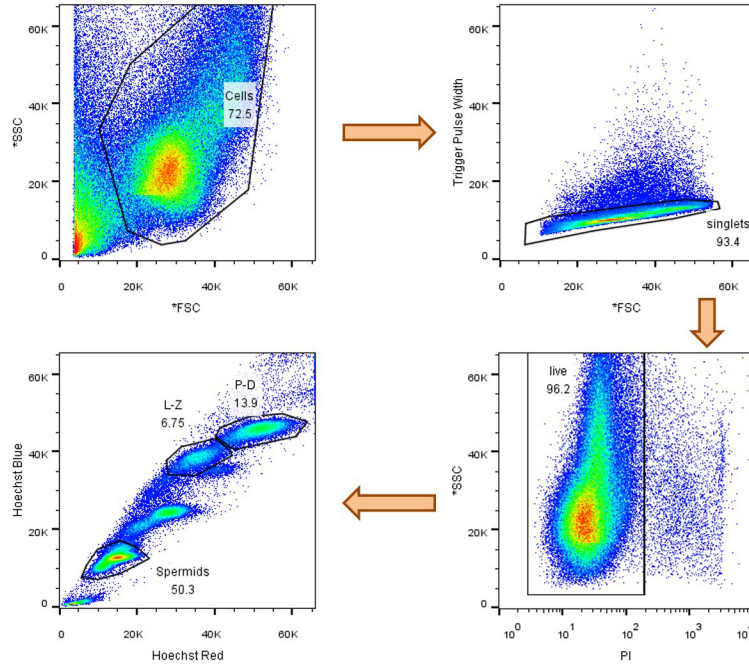 60K
40K
20K
0
*SSC
Cells
72.5
0 20K 40K 60K
*FSC
60K
40K
20K
0
Trigger Pulse Width
singlets
93.4
0 20K 40K 60K
*FSC
60K
40K
20K
0
Hoechst Blue
P-D
13.9
L-Z
6.75
Spermids
50.3
0 20K 40K 60K
Hoechst Red
60K
40K
20K
0
*SSC
live
96.2
10^0 10^1 10^2 10^3
PI